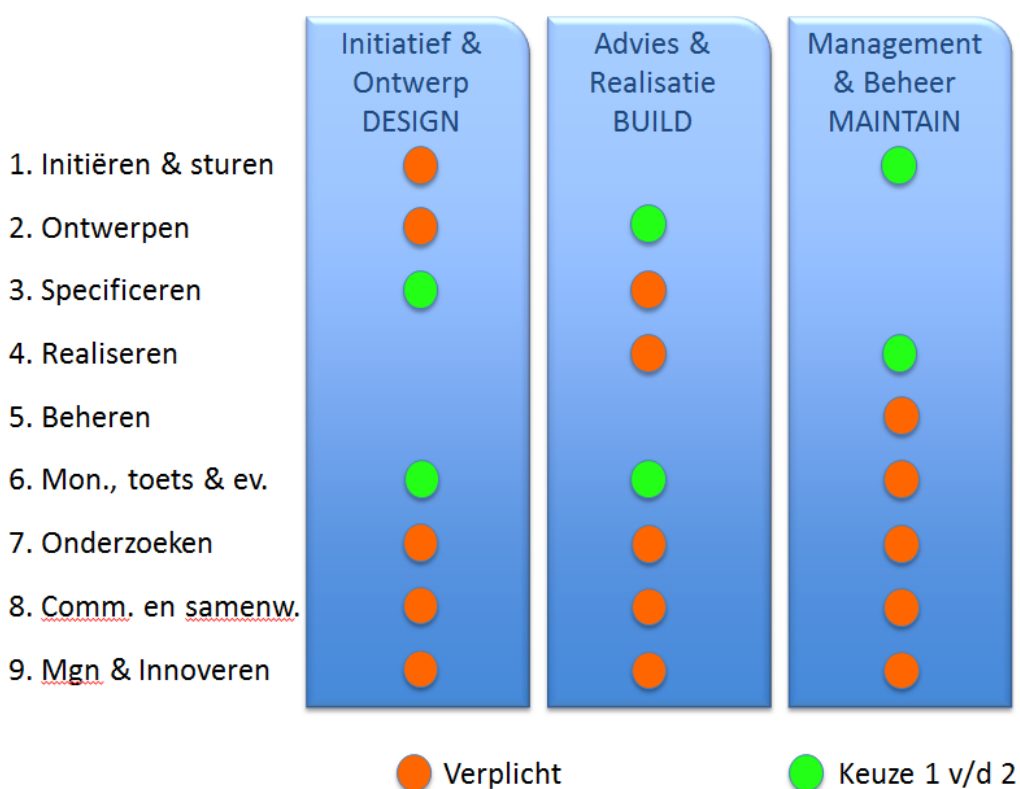 Initiatief &
Ontwerp
DESIGN
Advies &
Realisatie
BUILD
Management
& Beheer
MAINTAIN
1. Initiëren & sturen
2. Ontwerpen
3. Specificeren
4. Realiseren
5. Beheren
6. Mon., toets & ev.
7. Onderzoeken
8. Comm. en samenw.
9. Mgn & Innoveren
Verplicht
Keuze 1 v/d 2